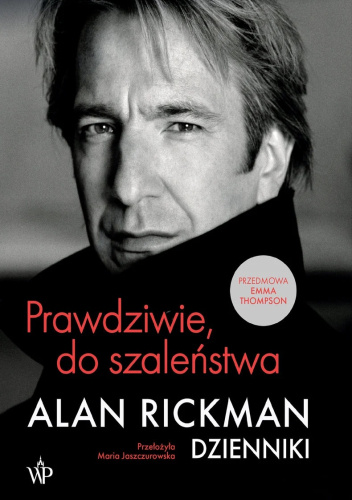 PRZEDMOWA
EMMA
THOMPSON
Prawdziwie,
do szaleństwa
ALAN RICKMAN
Przełożyła
Maria Jaszczurowska
DZIENNIKI
WP